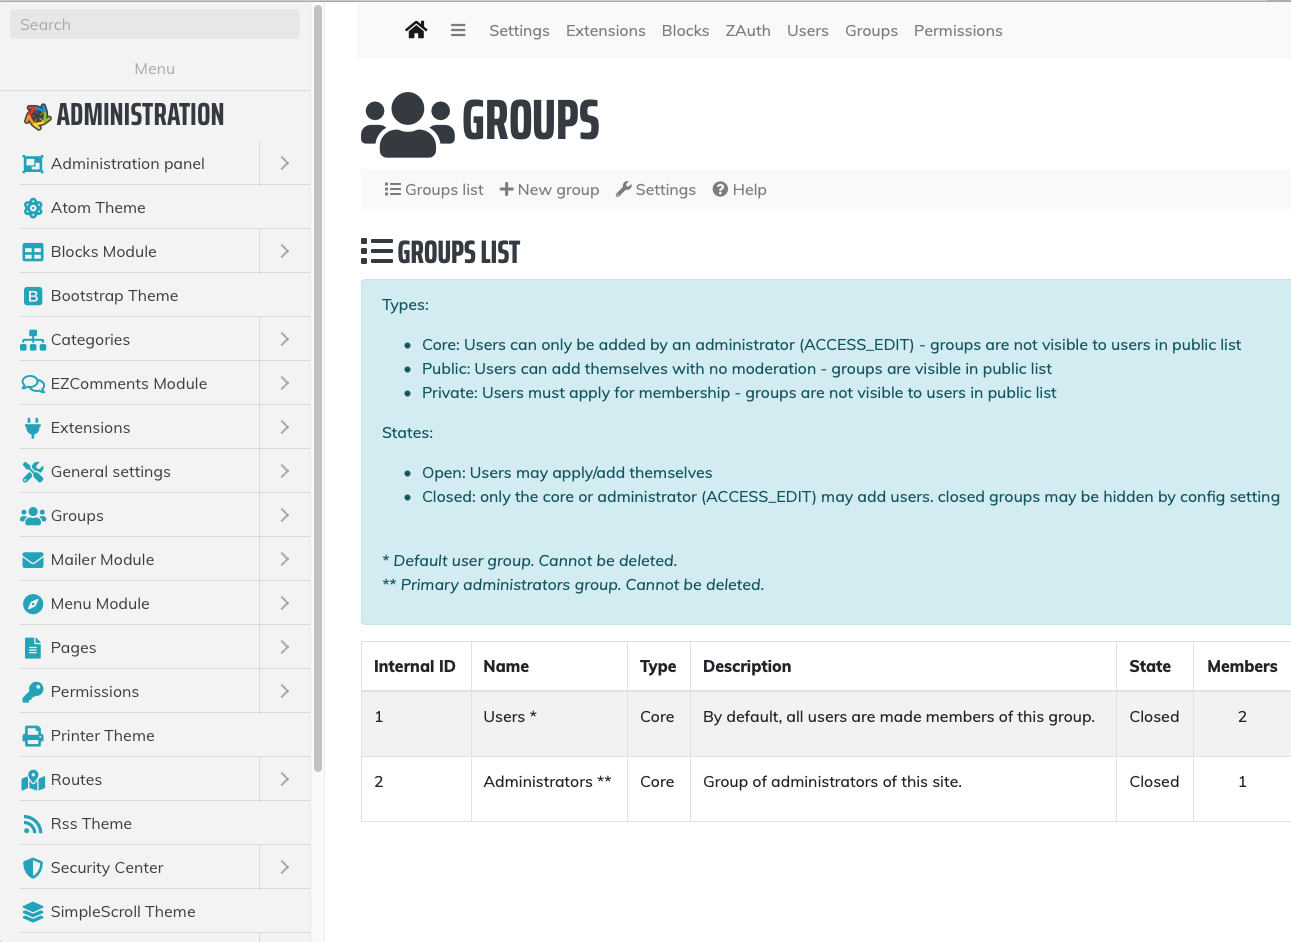 Search
Menu
ADMINISTRATION
Administration panel
Atom Theme
Blocks Module
Bootstrap Theme
Categories
EZComments Module
Extensions
General settings
Groups
Mailer Module
Menu Module
Pages
Permissions
Printer Theme
Routes
Rss Theme
Security Center
SimpleScroll Theme
Settings Extensions Blocks ZAuth Users Groups Permissions
GROUPS
Groups list New group Settings Help
GROUPS LIST
Types:
• Core: Users can only be added by an administrator (ACCESS_EDIT) - groups are not visible to users in public list
• Public: Users can add themselves with no moderation - groups are visible in public list
• Private: Users must apply for membership - groups are not visible to users in public list
States:
• Open: Users may apply/add themselves
• Closed: only the core or administrator (ACCESS_EDIT) may add users. closed groups may be hidden by config setting
* Default user group. Cannot be deleted.
** Primary administrators group. Cannot be deleted.
Internal ID Name Type Description State Members
1 Users * Core By default, all users are made members of this group. Closed 2
2 Administrators ** Core Group of administrators of this site. Closed 1